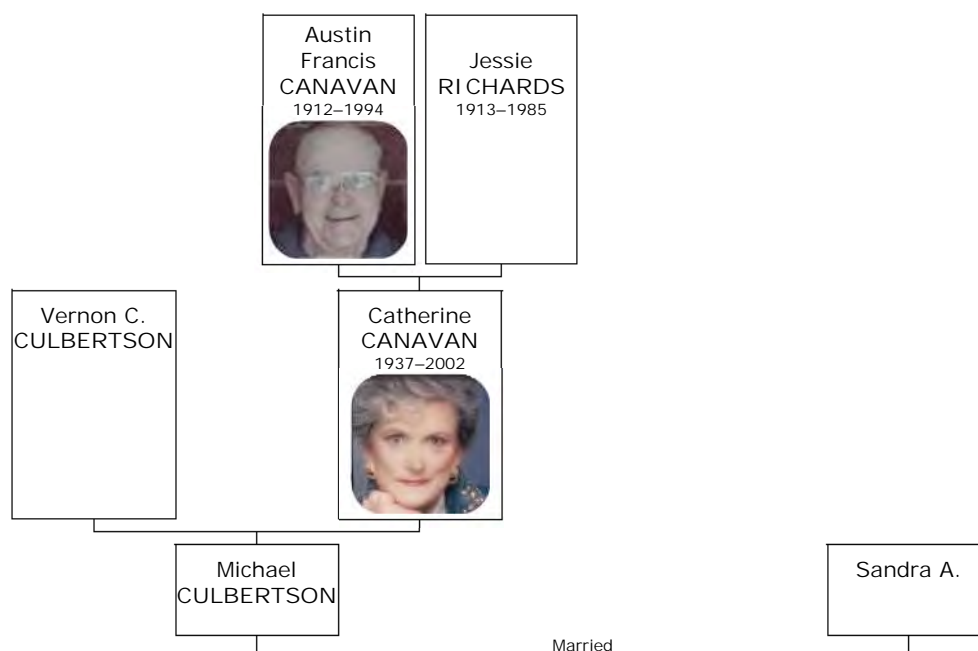 Austin
Francis
CANAVAN
1912–1994
Jessie
RICHARDS
1913–1985
Vernon C.
CULBERTSON
Catherine
CANAVAN
1937–2002
Michael
CULBERTSON
Sandra A.
Married